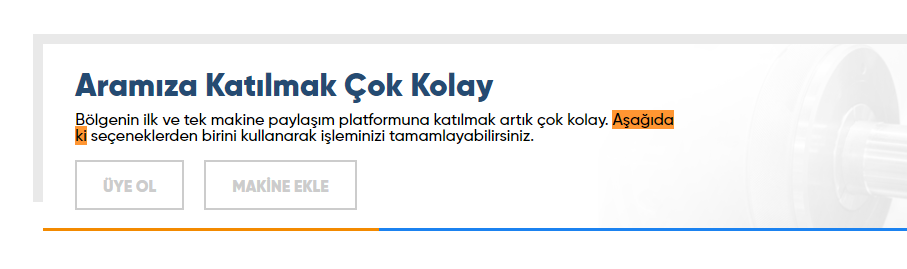 Aramıza Katılmak Çok Kolay
Bölgenin ilk ve tek makine paylaşım platformuna katılmak artık çok kolay. Aşağıda
ki seçeneklerden birini kullanarak işleminizi tamamlayabilirsiniz.
ÜYE OL
MAKİNE EKLE